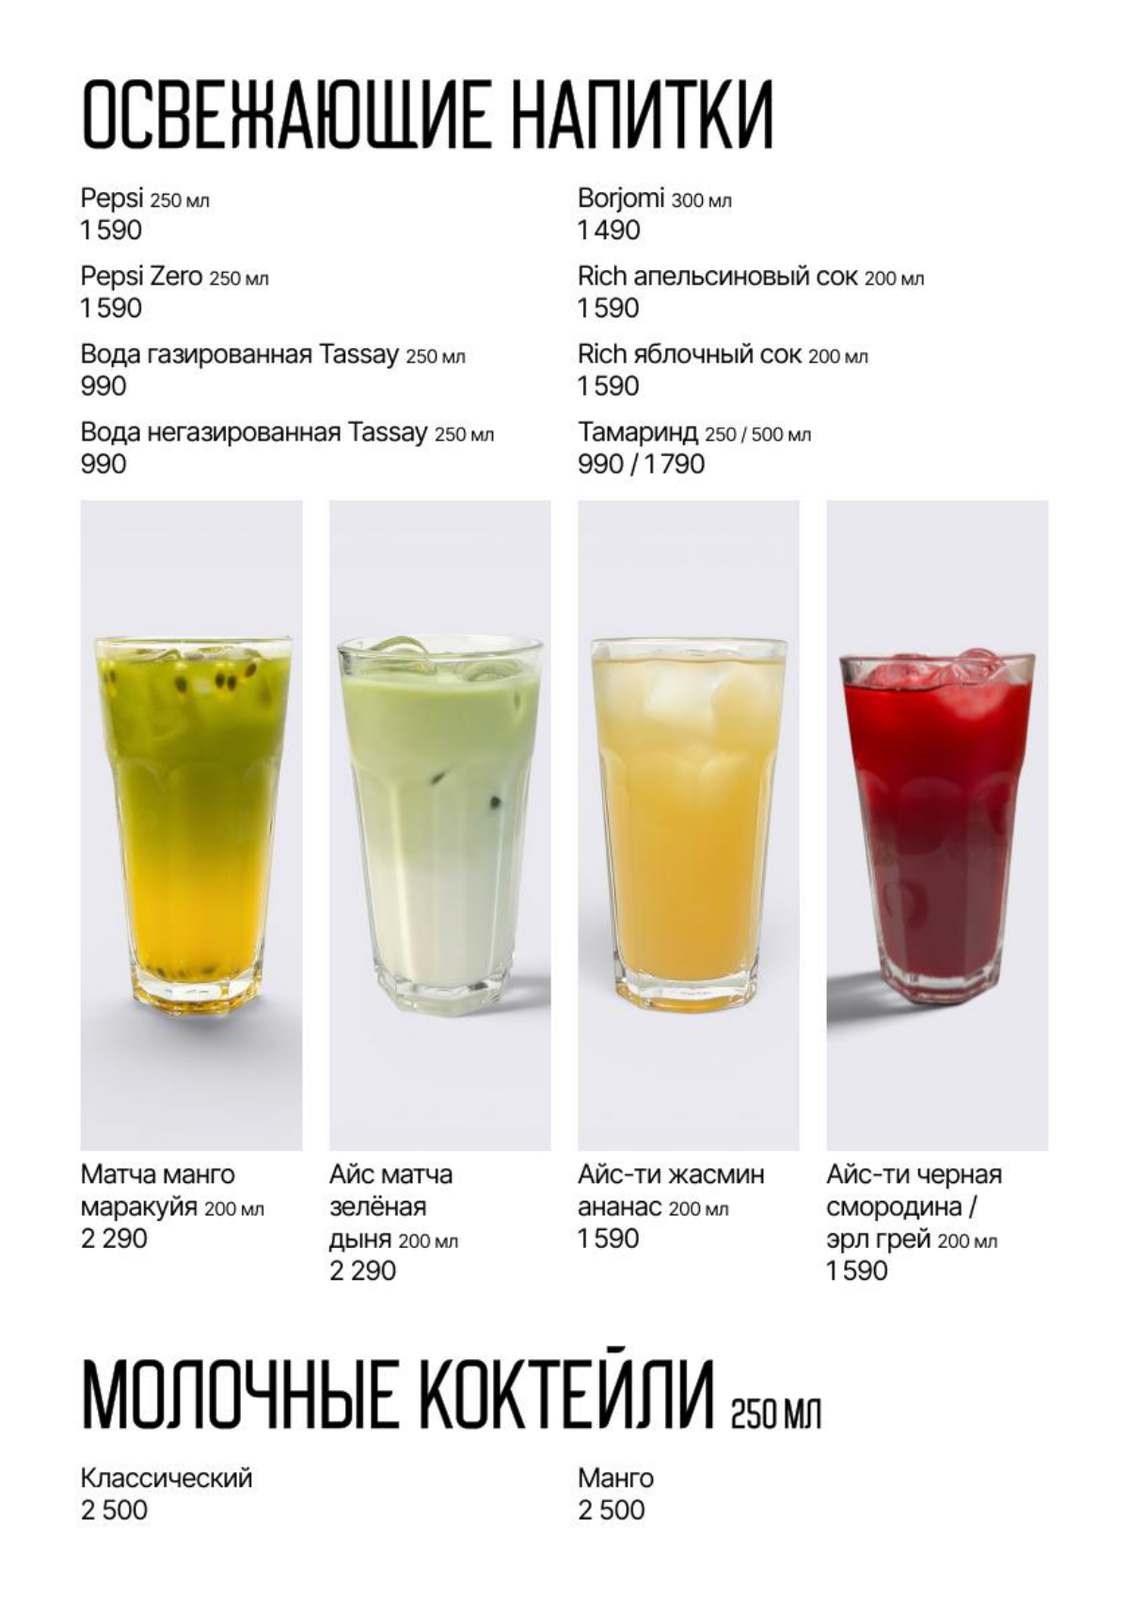 ОСВЕЖАЮЩИЕ НАПИТКИ
Pepsi 250 мл
1 590
Pepsi Zero 250 мл
1 590
Вода газированная Tassay 250 мл
990
Вода негазированная Tassay 250 мл
990
Borjomi 300 мл
1 490
Rich апельсиновый сок 200 мл
1 590
Rich яблочный сок 200 мл
1 590
Тамаринд 250 / 500 мл
990 / 1 790
Матча манго
маракуйя 200 мл
2 290
Айс матча
зелёная
дыня 200 мл
2 290
Айс-ти жасмин
ананас 200 мл
1 590
Айс-ти черная
смородина /
эрл грей 200 мл
1 590
МОЛОЧНЫЕ КОКТЕЙЛИ 250 МЛ
Классический
2 500
Манго
2 500